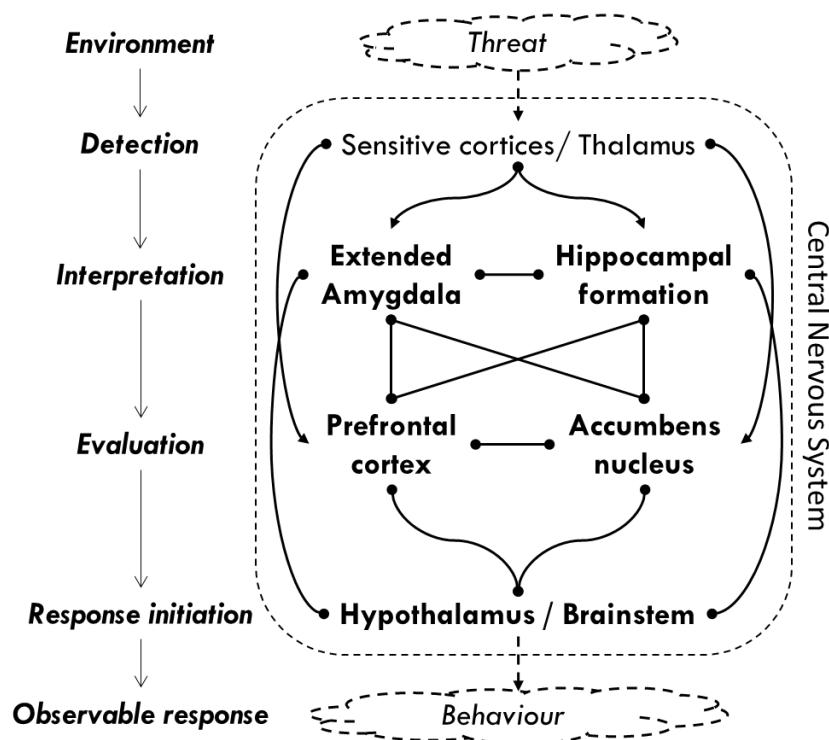 Environment
Threat
Detection
Sensitive cortices/ Thalamus
Interpretation
Extended
Amygdala
Hippocampal
formation
Evaluation
Prefrontal
cortex
Accumbens
nucleus
Response initiation
Hypothalamus / Brainstem
Observable response
Behaviour
Central Nervous System